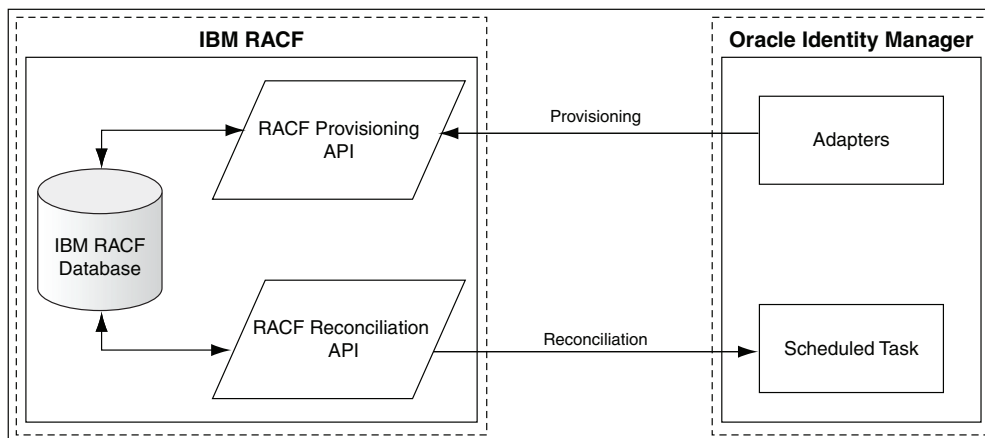 IBM RACF
Oracle Identity Manager
RACF Provisioning
API
Provisioning
Adapters
IBM RACF
Database
RACF Reconciliation
API
Reconciliation
Scheduled Task